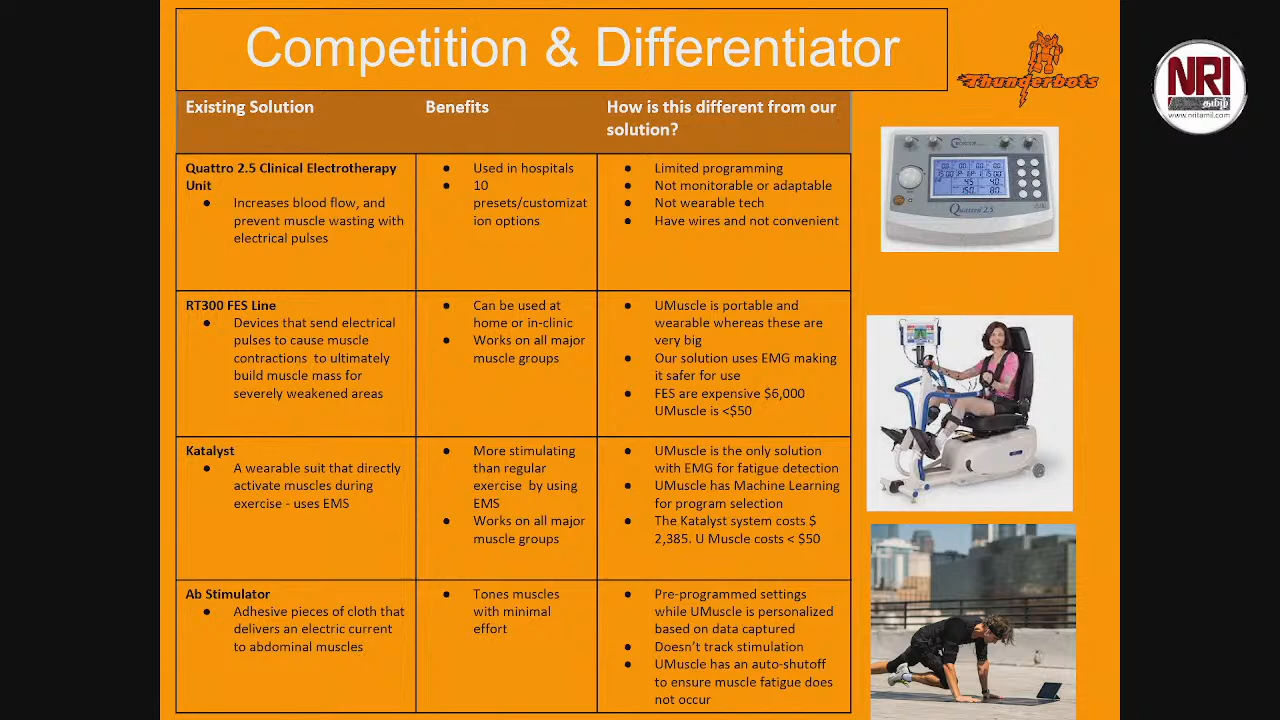 Competition & Differentiator
Thunderbots
NRI
தமிழ்
www.nritamil.com
Existing Solution
Benefits
How is this different from our
solution?
Quattro 2.5 Clinical Electrotherapy
Unit
● Increases blood flow, and
prevent muscle wasting with
electrical pulses
● Used in hospitals
● 10
presets/customizat
ion options
● Limited programming
● Not monitorable or adaptable
● Not wearable tech
● Have wires and not convenient
Quattro 2.5
RT300 FES Line
● Devices that send electrical
pulses to cause muscle
contractions to ultimately
build muscle mass for
severely weakened areas
● Can be used at
home or in-clinic
● Works on all major
muscle groups
● UMuscle is portable and
wearable whereas these are
very big
● Our solution uses EMG making
it safer for use
● FES are expensive $6,000
UMuscle is <$50
Katalyst
● A wearable suit that directly
activate muscles during
exercise - uses EMS
● More stimulating
than regular
exercise by using
EMS
● Works on all major
muscle groups
● UMuscle is the only solution
with EMG for fatigue detection
● UMuscle has Machine Learning
for program selection
● The Katalyst system costs $
2,385. U Muscle costs < $50
Ab Stimulator
● Adhesive pieces of cloth that
delivers an electric current
to abdominal muscles
● Tones muscles
with minimal
effort
● Pre-programmed settings
while UMuscle is personalized
based on data captured
● Doesn't track stimulation
● UMuscle has an auto-shutoff
to ensure muscle fatigue does
not occur